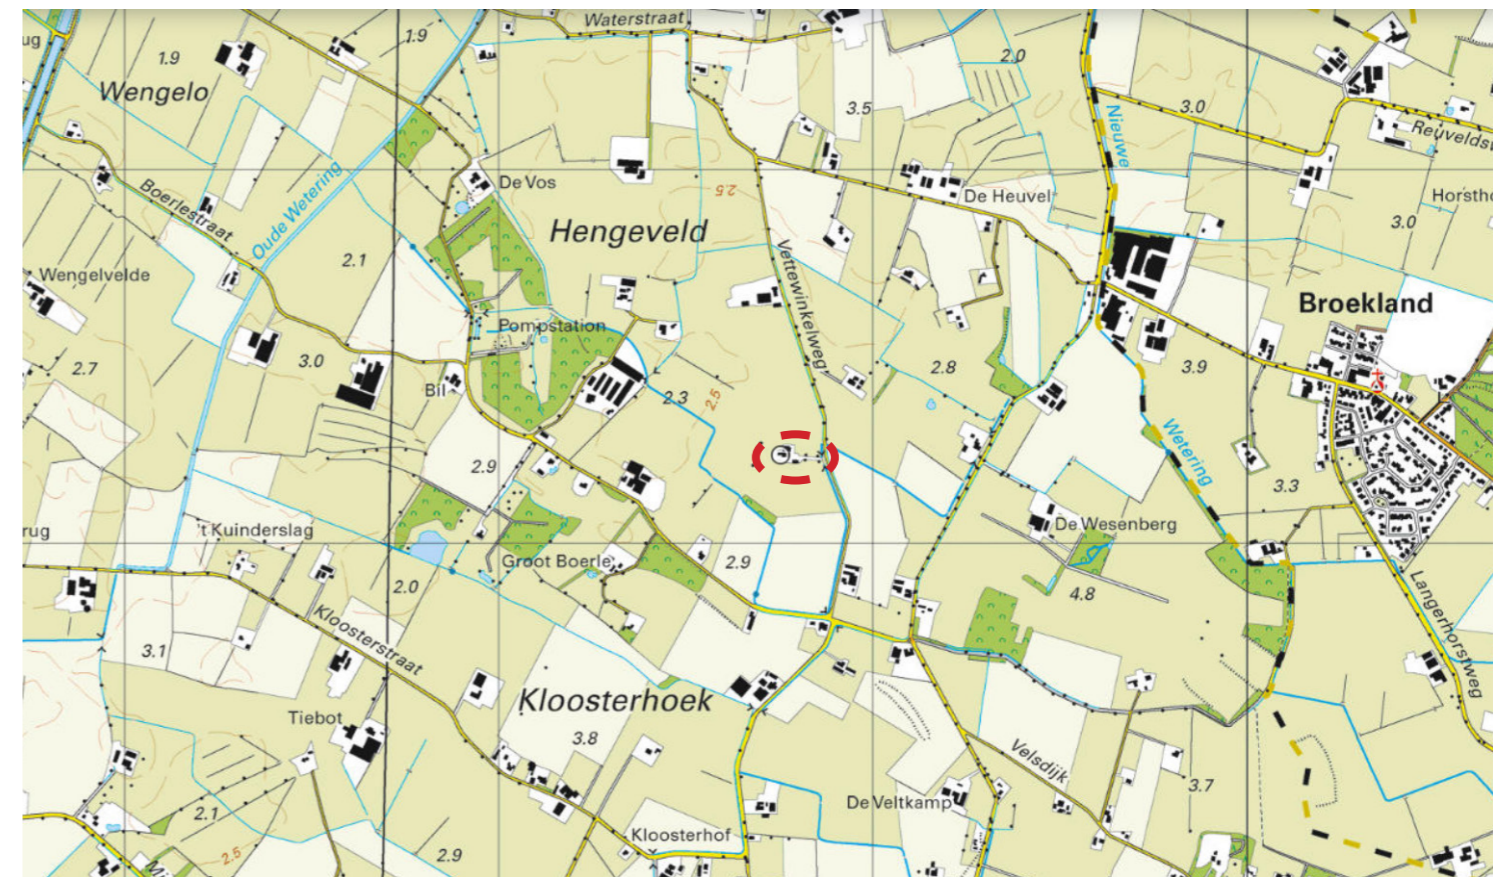 Waterstraat
ug
1.9
1.9
2.0
Wengelo
3.5
3.0
Nieuwe
Oude Wetering
De Vos
2.5
De Heuvel
Boerlestraat
Hengeveld
Horsth
3.0
Vettewinkelweg
2.1
Wengelvelde
Pompstation
Broekland
2.7
3.0
Bil
2.3
2.5
2.8
3.9
Wetering
2.9
3.3
rug
't Kuinderslag
De Wesenberg
Groot Boerle
2.9
2.0
4.8
Kloosterstraat
Langerhorstweg
3.1
Kloosterhoek
Tiebot
3.8
Velsdijk
3.7
De Veltkamp
2.1
Kloosterhof
2.5
2.9